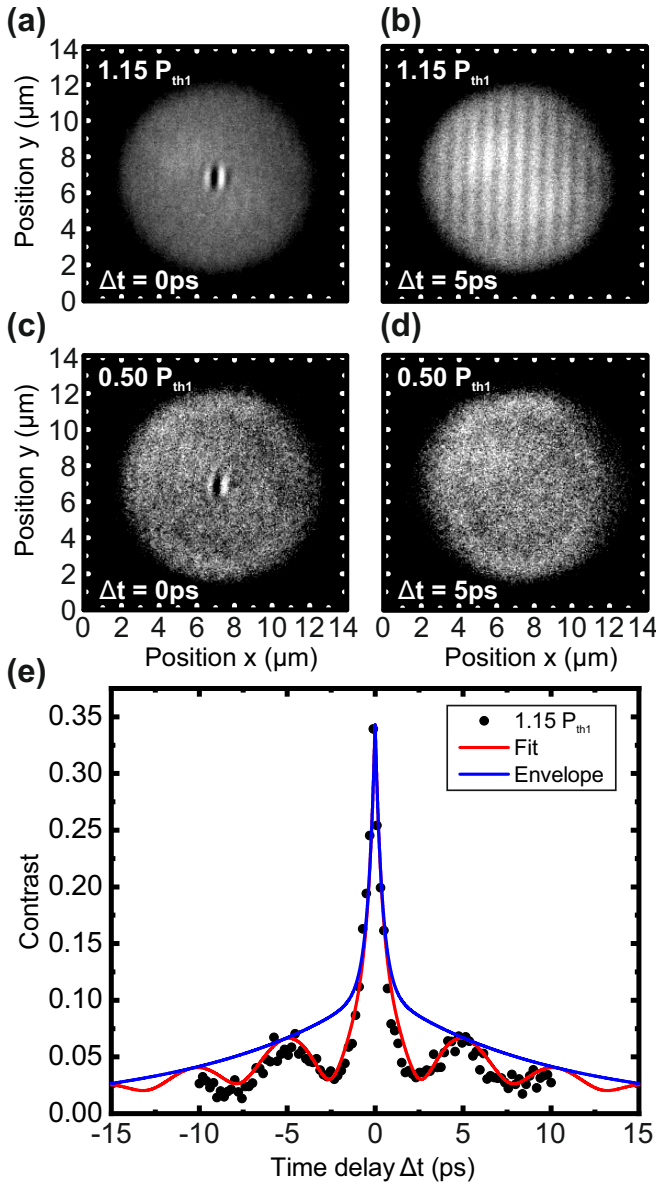 (a)
(b)
14
12
10
8
6
4
2
0
Position y (µm)
1.15 P_th1
Δt = 0ps
1.15 P_th1
Δt = 5ps
(c)
(d)
14
12
10
8
6
4
2
0
Position y (µm)
0.50 P_th1
Δt = 0ps
0.50 P_th1
Δt = 5ps
0 2 4 6 8 10 12 14
0 2 4 6 8 10 12 14
Position x (µm)
Position x (µm)
(e)
0.35
0.30
0.25
0.20
0.15
0.10
0.05
0.00
Contrast
1.15 P_th1
Fit
Envelope
-15 -10 -5 0 5 10 15
Time delay Δt (ps)